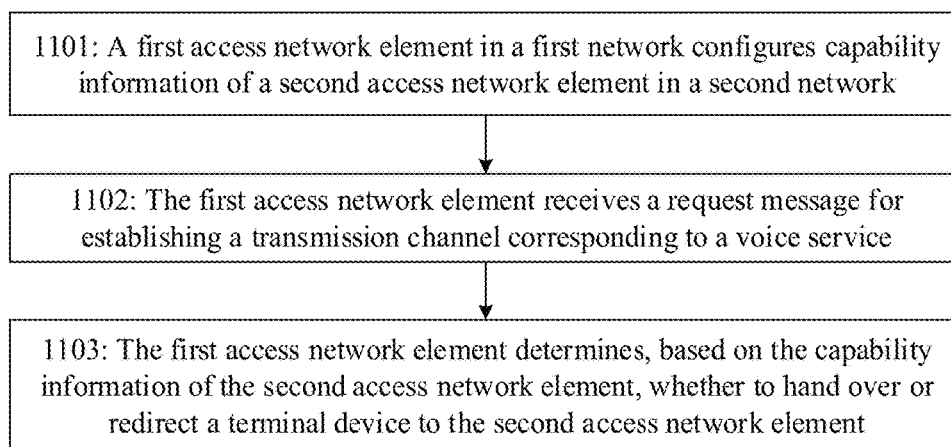 1101: A first access network element in a first network configures capability
information of a second access network element in a second network
1102: The first access network element receives a request message for
establishing a transmission channel corresponding to a voice service
1103: The first access network element determines, based on the capability
information of the second access network element, whether to hand over or
redirect a terminal device to the second access network element